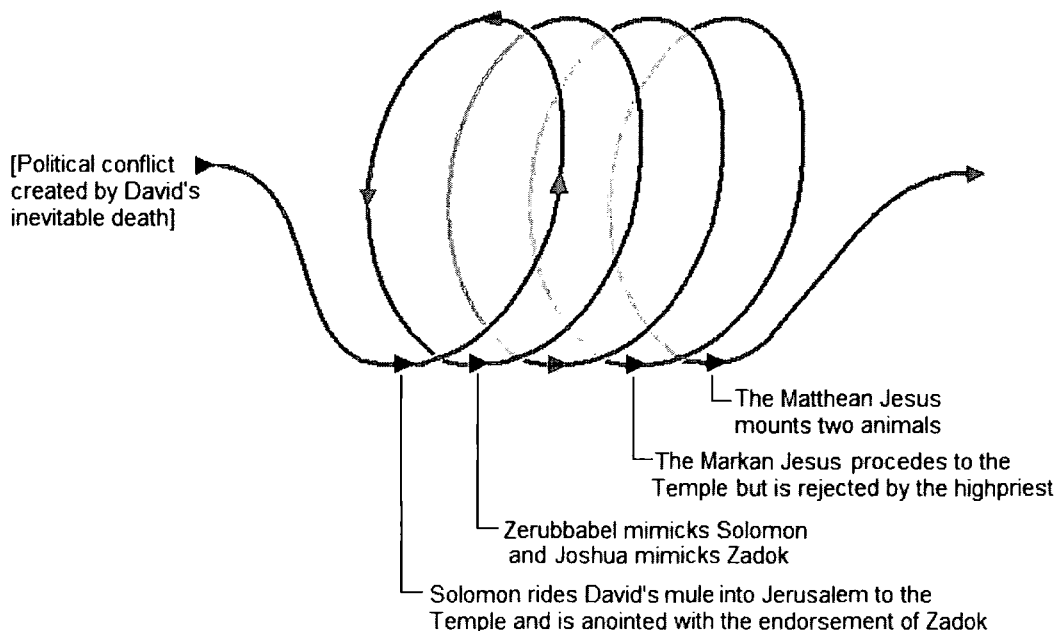 [Political conflict
created by David's
inevitable death]
The Matthean Jesus
mounts two animals
The Markan Jesus procedes to the
Temple but is rejected by the highpriest
Zerubbabel mimicks Solomon
and Joshua mimicks Zadok
Solomon rides David's mule into Jerusalem to the
Temple and is anointed with the endorsement of Zadok